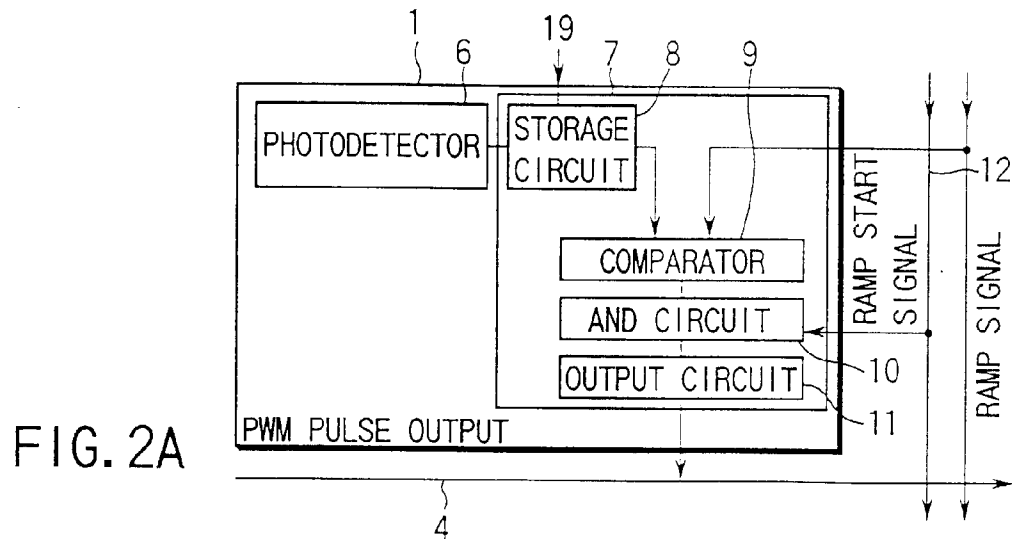 1
6
19
7
8
PHOTODETECTOR
STORAGE
CIRCUIT
12
9
COMPARATOR
RAMP START
SIGNAL
RAMP SIGNAL
AND CIRCUIT
10
OUTPUT CIRCUIT
11
PWM PULSE OUTPUT
FIG. 2A
4